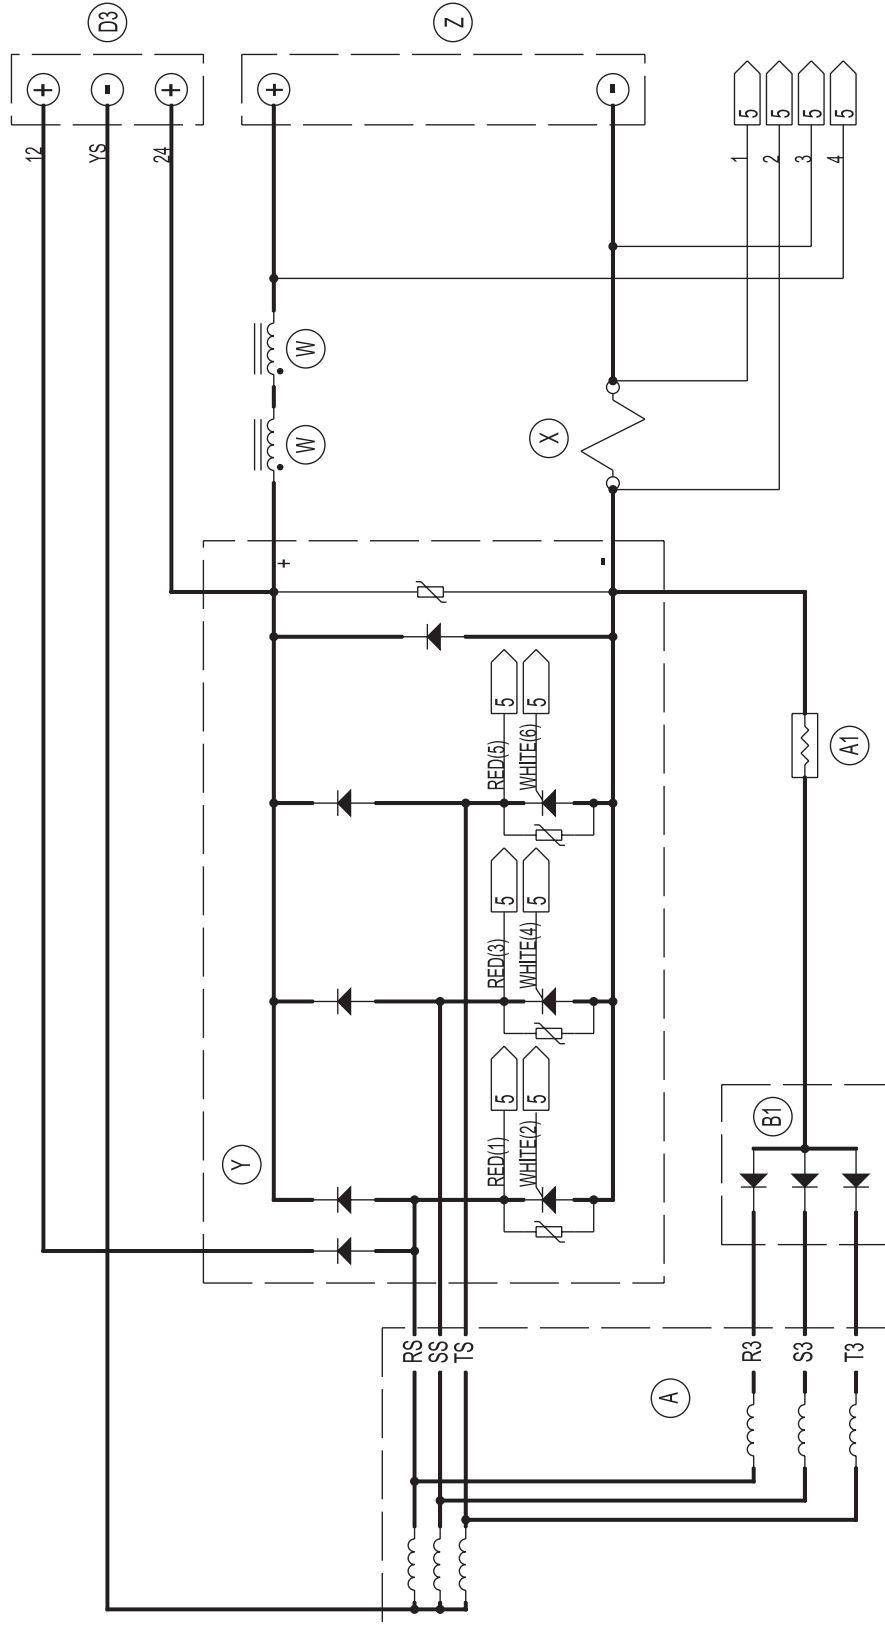 D3
Z
+
-
+
+
-
12
YS
24
5
5
5
5
1
2
3
4
W
W
X
+
-
5
5
RED(5)
WHITE(6)
A1
5
5
RED(3)
WHITE(4)
5
5
RED(1)
WHITE(2)
Y
B1
RS
SS
TS
R3
S3
T3
A